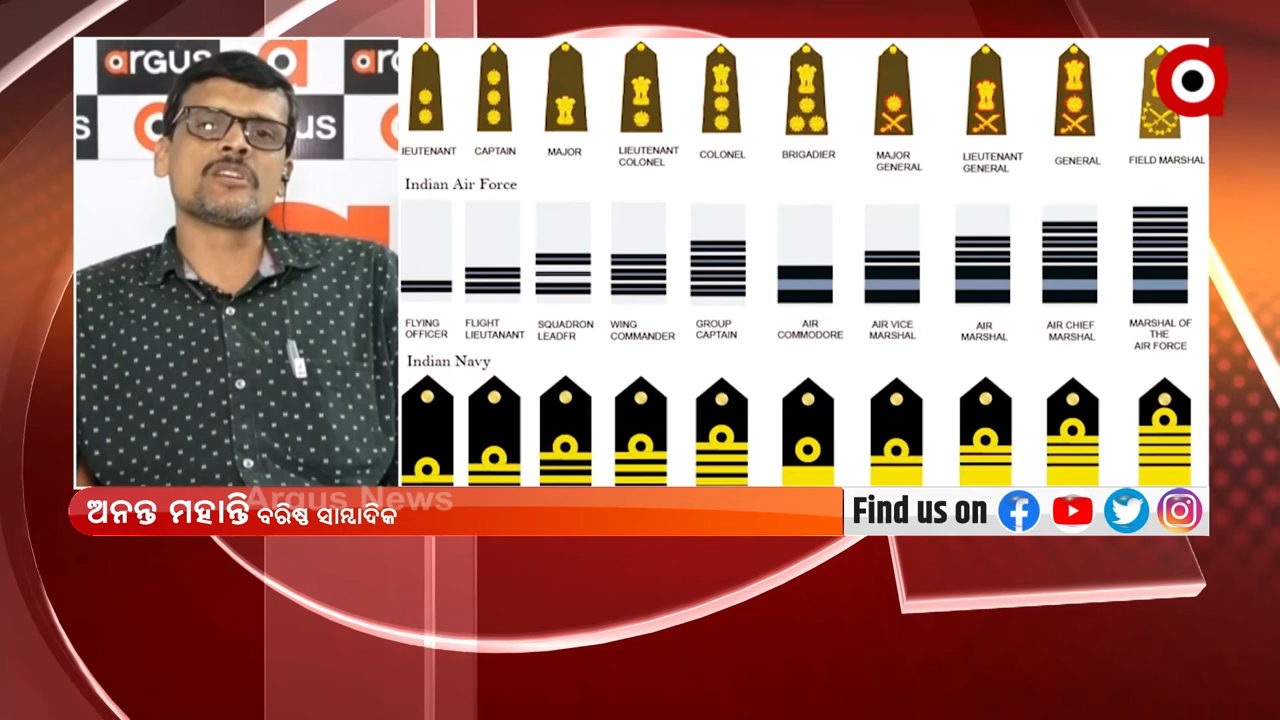 argus
arg
s
us
IEUTENANT
CAPTAIN
MAJOR
LIEUTENANT
COLONEL
COLONEL
BRIGADIER
MAJOR
GENERAL
LIEUTENANT
GENERAL
GENERAL
FIELD MARSHAL
Indian Air Force
FLYING
OFFICER
FLIGHT
LIEUTANANT
SQUADRON
LEADFR
WING
COMMANDER
GROUP
CAPTAIN
AIR
COMMODORE
AIR VICE
MARSHAL
AIR
MARSHAL
AIR CHIEF
MARSHAL
MARSHAL OF
THE
AIR FORCE
Indian Navy
Argus News
ଅନନ୍ତ ମହାନ୍ତି ବରିଷ୍ଠ ସାମ୍ବାଦିକ
Find us on